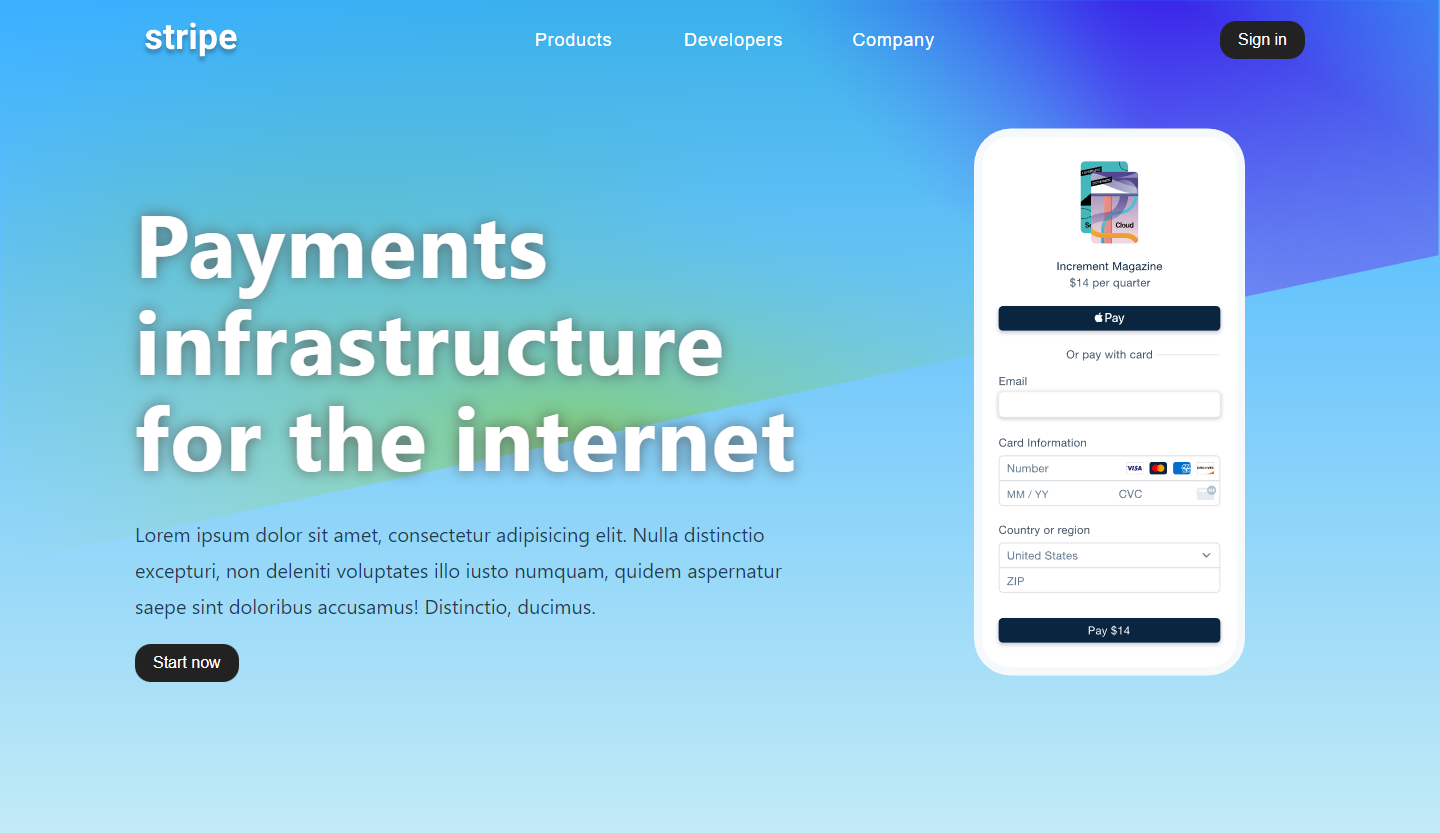 stripe
Products
Developers
Company
Sign in
Payments
infrastructure
for the internet
Lorem ipsum dolor sit amet, consectetur adipisicing elit. Nulla distinctio
excepturi, non deleniti voluptates illo iusto numquam, quidem aspernatur
saepe sint doloribus accusamus! Distinctio, ducimus.
Start now
Cloud
Increment Magazine
$14 per quarter
Pay
Or pay with card
Email
Card Information
Number VISA DISCOVER
MM / YY CVC
Country or region
United States
ZIP
Pay $14